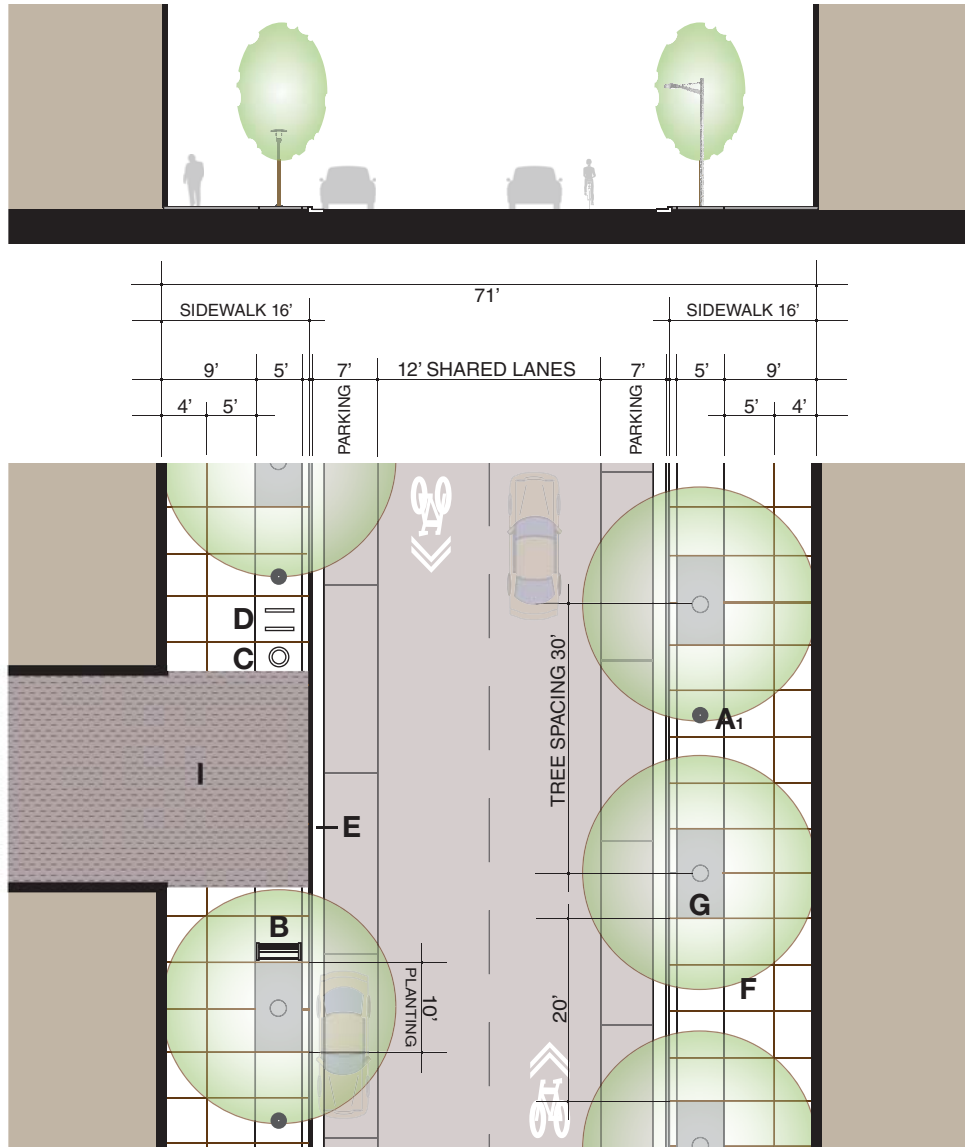 71’
SIDEWALK 16’
SIDEWALK 16’
9’
5’
7’
12’ SHARED LANES
7’
5’
9’
4’
5’
PARKING
PARKING
5’
4’
D
C
TREE SPACING 30’
A1
I
E
G
B
10’
PLANTING
F
20’